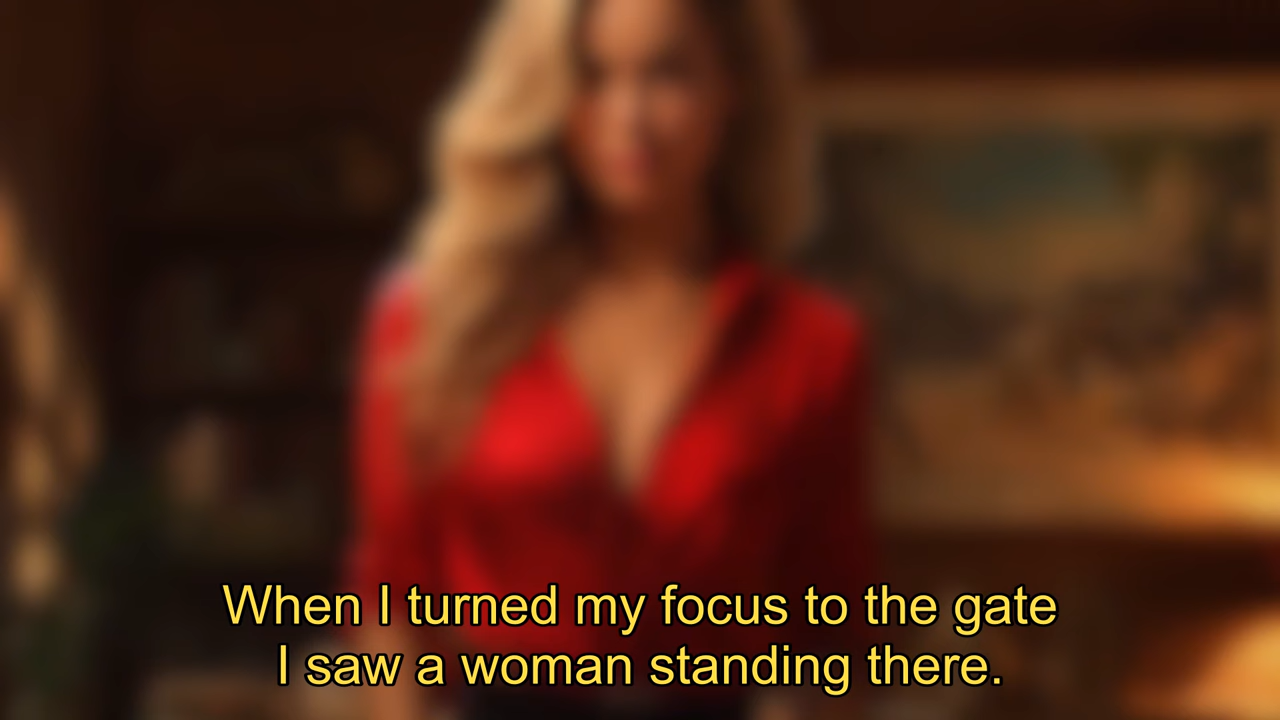 When I turned my focus to the gate
I saw a woman standing there.